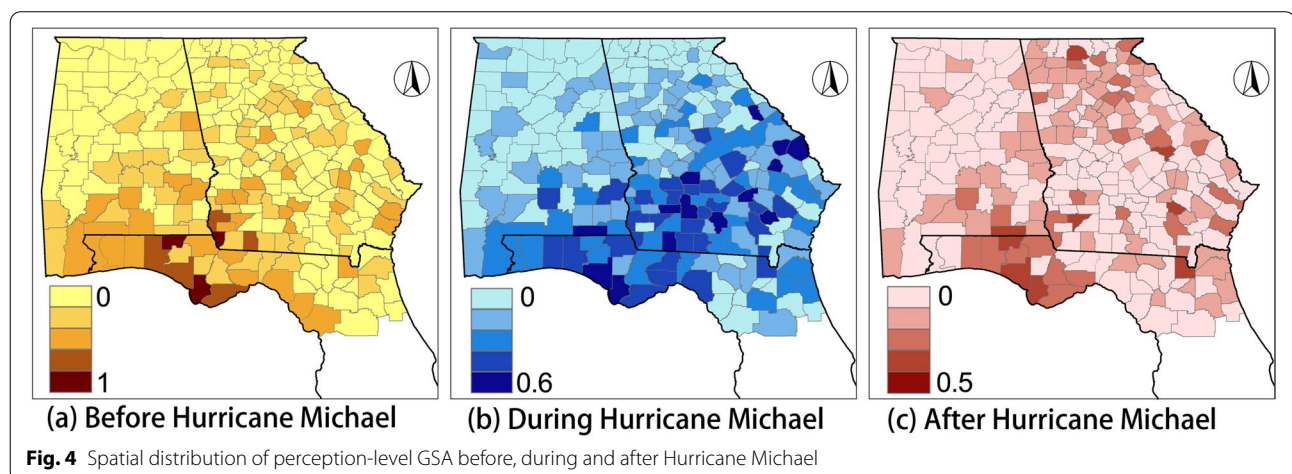 0
1
(a) Before Hurricane Michael
0
0.6
(b) During Hurricane Michael
0
0.5
(c) After Hurricane Michael
Fig. 4 Spatial distribution of perception-level GSA before, during and after Hurricane Michael